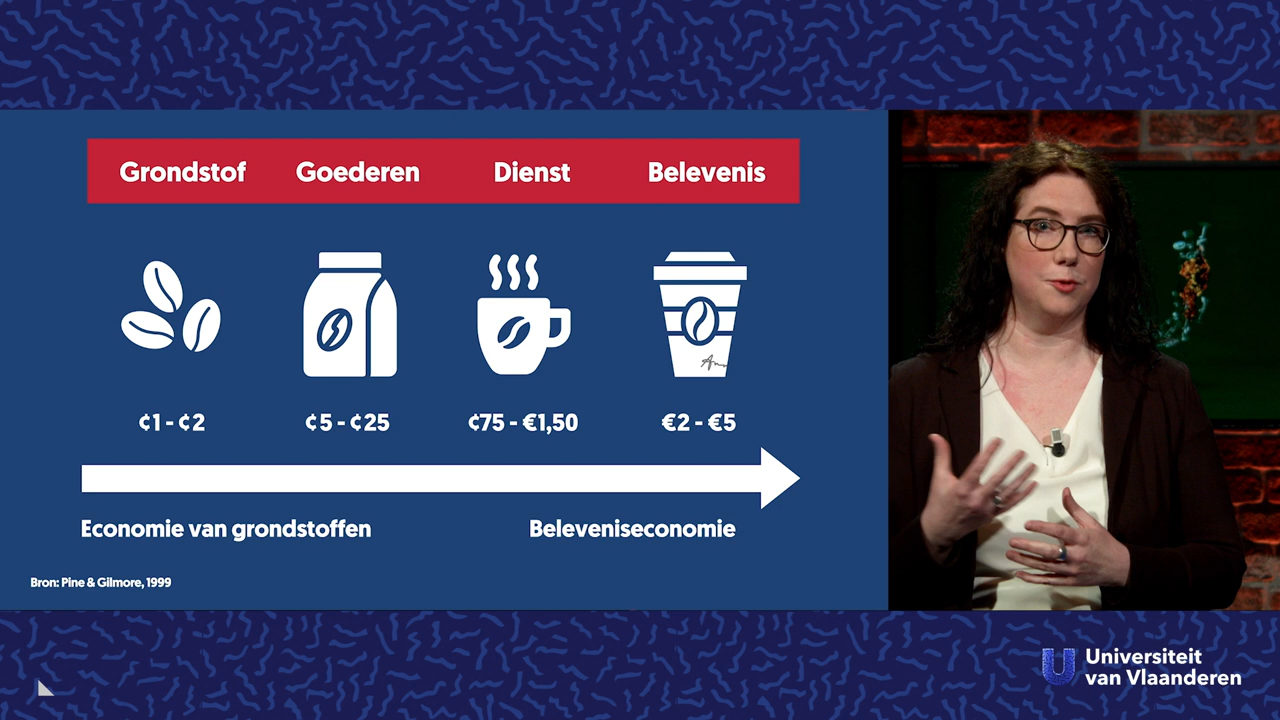 Grondstof Goederen Dienst Belevenis
¢1 - ¢2 ¢5 - ¢25 ¢75 - €1,50 €2 - €5
Economie van grondstoffen Beleveniseconomie
Bron: Pine & Gilmore, 1999
Universiteit
van Vlaanderen